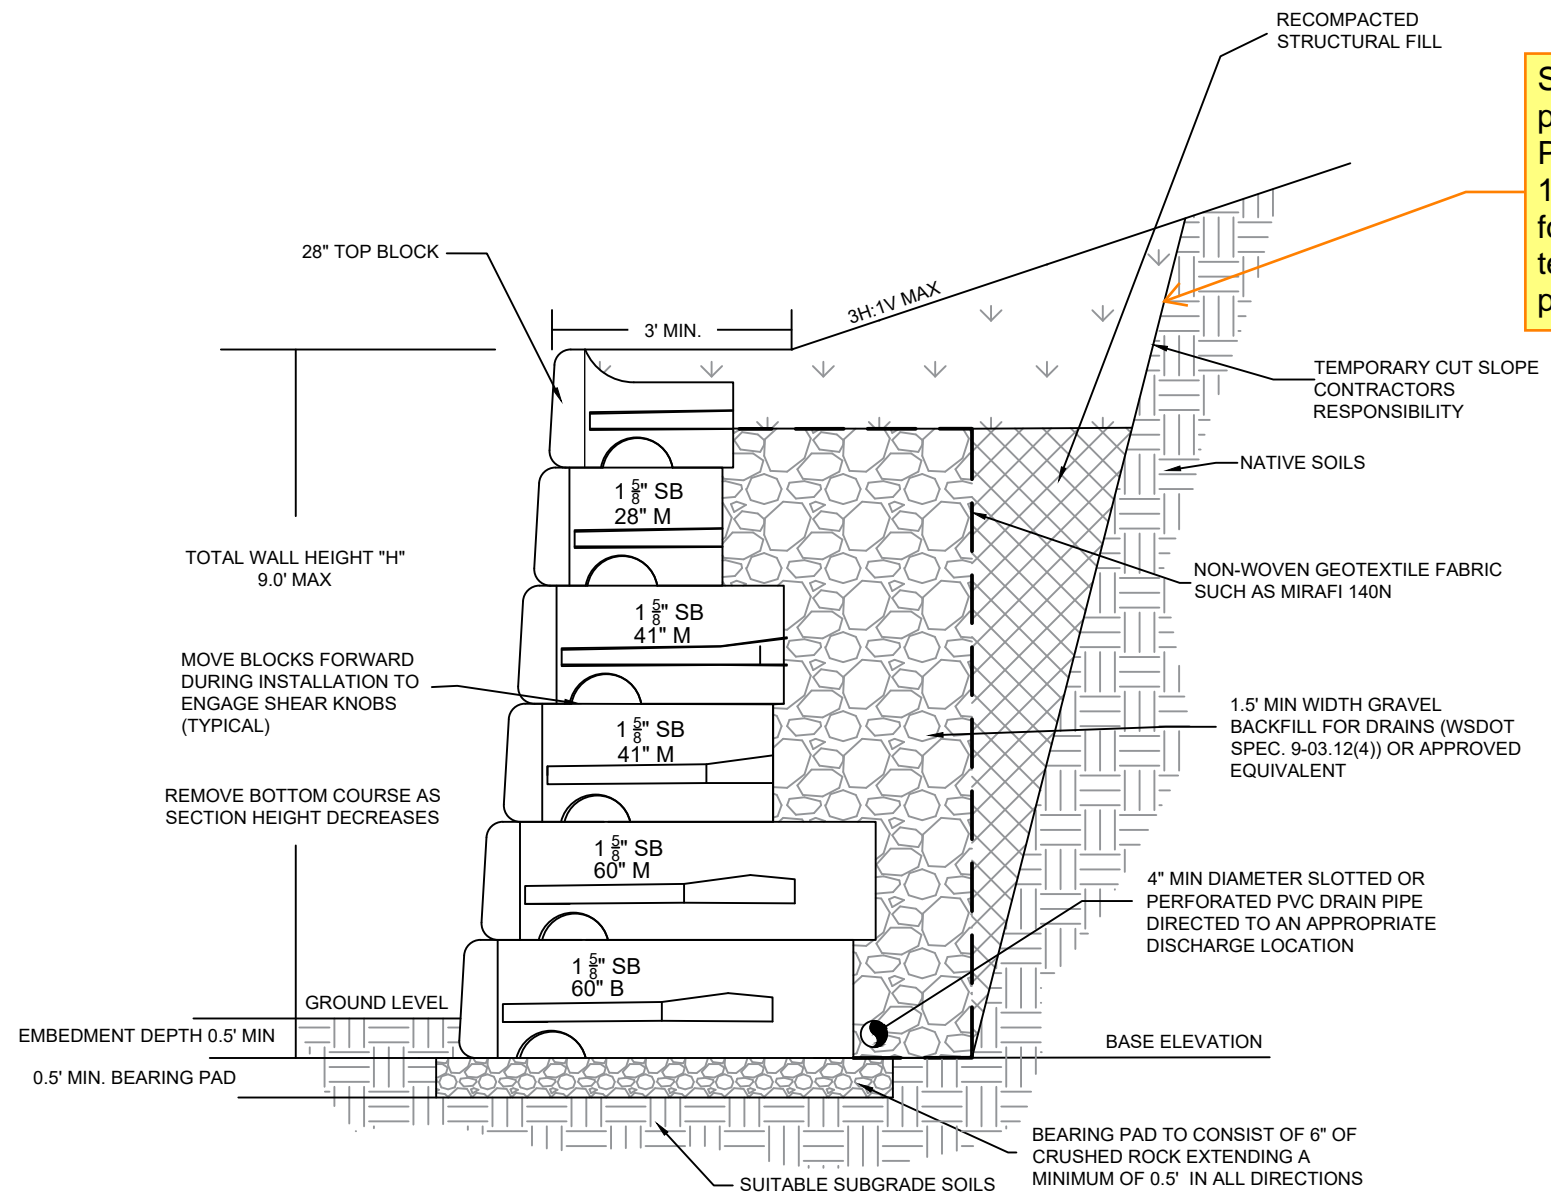 RECOMPACTED
STRUCTURAL FILL
28" TOP BLOCK
3' MIN.
3H:1V MAX
TEMPORARY CUT SLOPE
CONTRACTORS
RESPONSIBILITY
NATIVE SOILS
1 5/8" SB
28" M
TOTAL WALL HEIGHT "H"
9.0' MAX
NON-WOVEN GEOTEXTILE FABRIC
SUCH AS MIRAFI 140N
1 5/8" SB
41" M
MOVE BLOCKS FORWARD
DURING INSTALLATION TO
ENGAGE SHEAR KNOBS
(TYPICAL)
1 5/8" SB
41" M
1.5' MIN WIDTH GRAVEL
BACKFILL FOR DRAINS (WSDOT
SPEC. 9-03.12(4)) OR APPROVED
EQUIVALENT
REMOVE BOTTOM COURSE AS
SECTION HEIGHT DECREASES
1 5/8" SB
60" M
4" MIN DIAMETER SLOTTED OR
PERFORATED PVC DRAIN PIPE
DIRECTED TO AN APPROPRIATE
DISCHARGE LOCATION
1 5/8" SB
60" B
GROUND LEVEL
EMBEDMENT DEPTH 0.5' MIN
BASE ELEVATION
0.5' MIN. BEARING PAD
BEARING PAD TO CONSIST OF 6" OF
CRUSHED ROCK EXTENDING A
MINIMUM OF 0.5' IN ALL DIRECTIONS
SUITABLE SUBGRADE SOILS